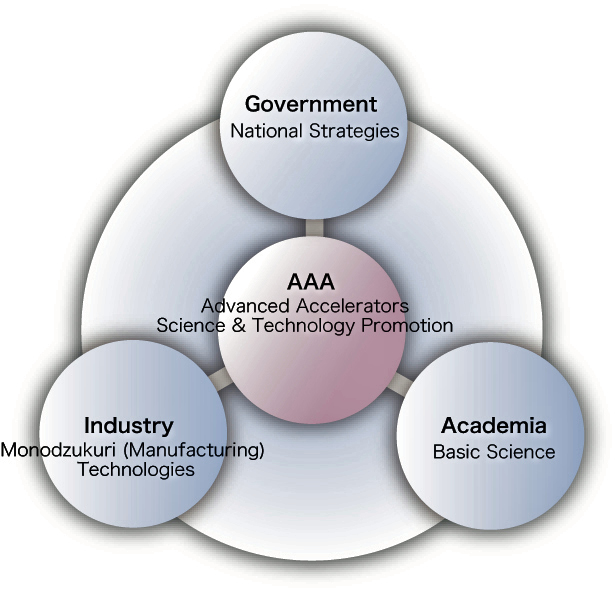 Government
National Strategies
AAA
Advanced Accelerators
Science & Technology Promotion
Industry
Monodzukuri (Manufacturing)
Technologies
Academia
Basic Science